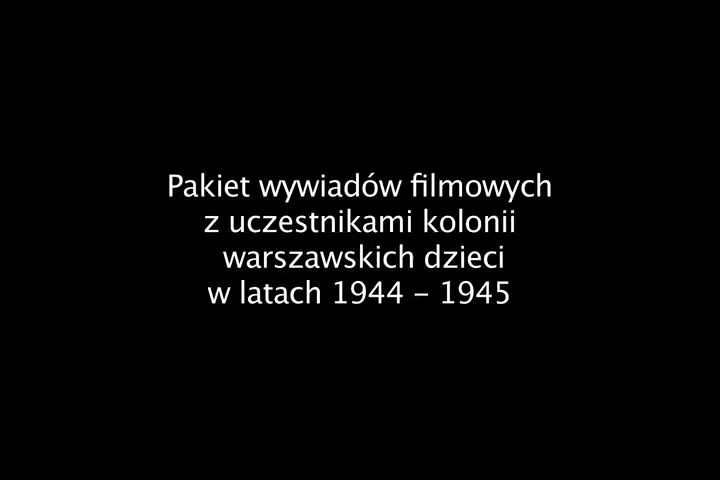 Pakiet wywiadów filmowych
z uczestnikami kolonii
warszawskich dzieci
w latach 1944 – 1945